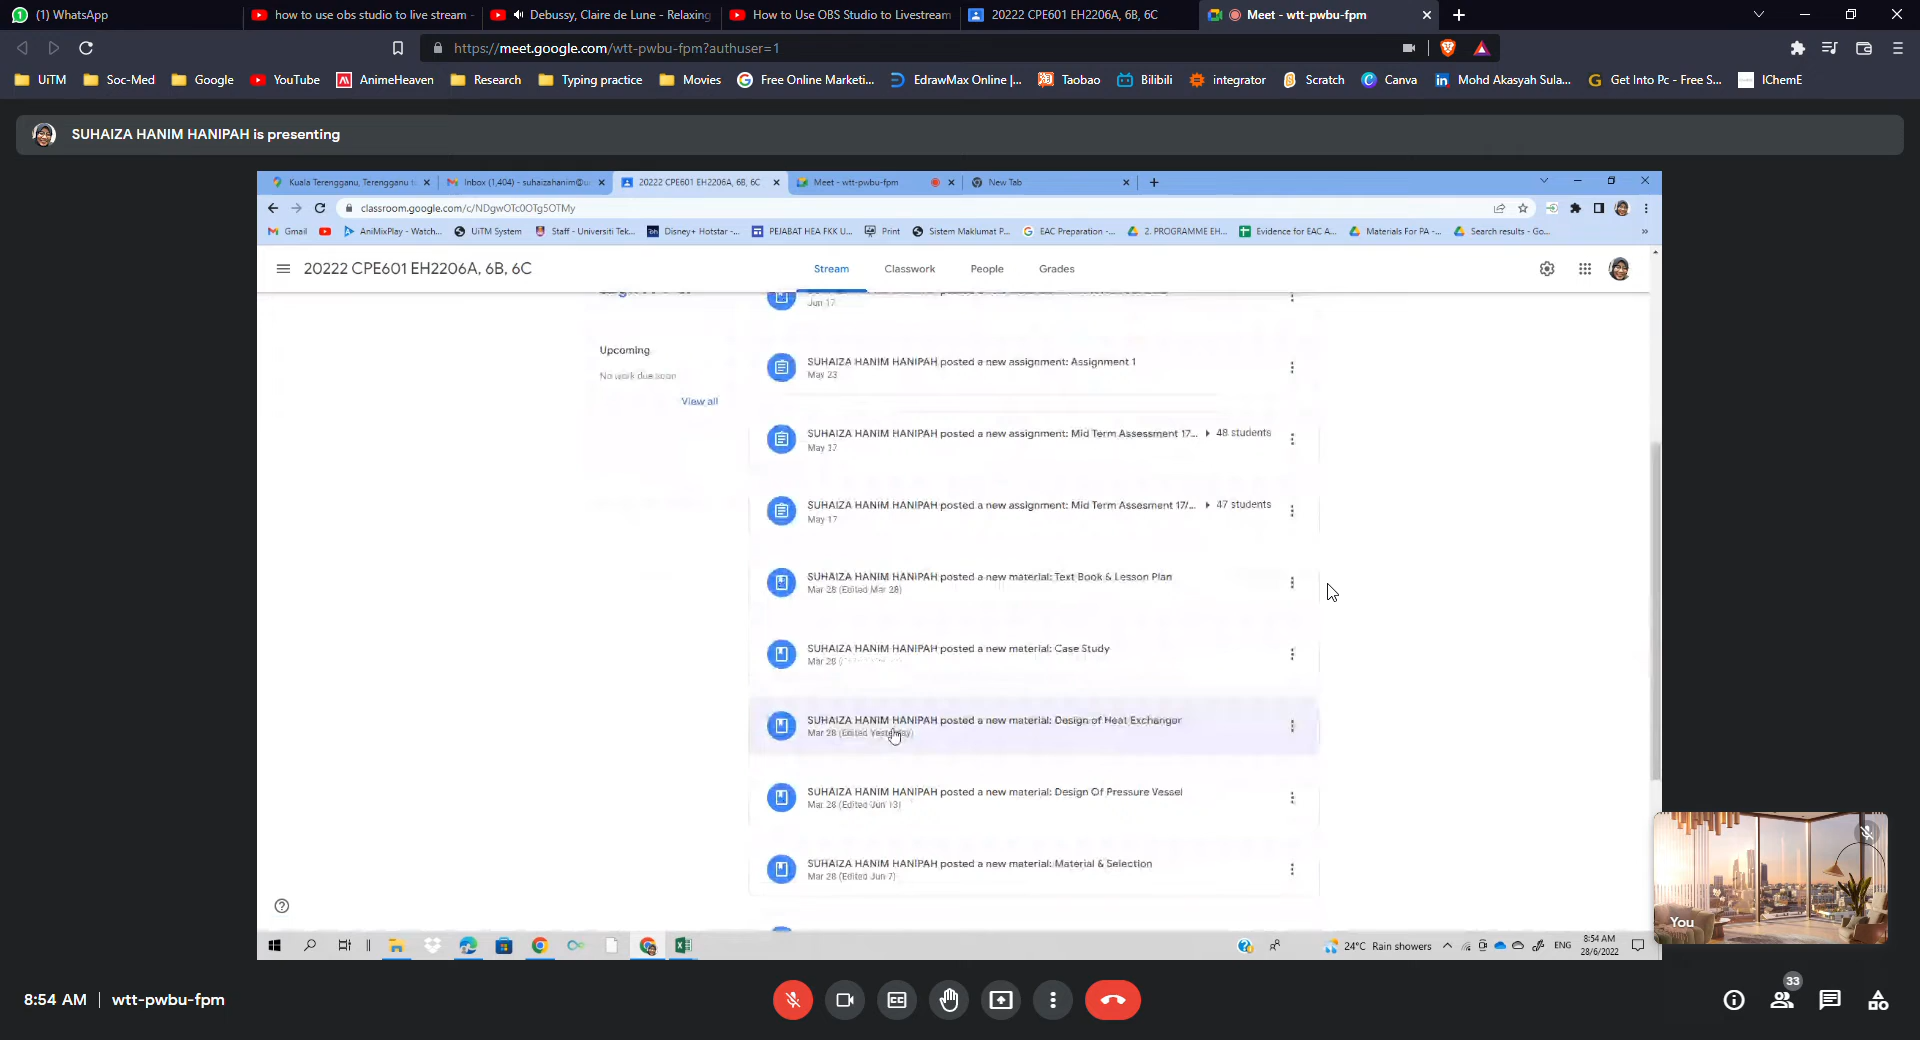 (1) WhatsApp
how to use obs studio to live stream -
Debussy, Claire de Lune - Relaxing
How to Use OBS Studio to Livestream
20222 CPE601 EH2206A, 6B, 6C
Meet - wtt-pwbu-fpm
https://meet.google.com/wtt-pwbu-fpm?authuser=1
UiTM
Soc-Med
Google
YouTube
AnimeHeaven
Research
Typing practice
Movies
Free Online Marketi...
EdrawMax Online |...
Taobao
Bilibili
integrator
Scratch
Canva
Mohd Akasyah Sula...
Get Into Pc - Free S...
IChemE
SUHAIZA HANIM HANIPAH is presenting
Kuala Terengganu, Terengganu t
Inbox (1,404) - suhaizahanim@u
20222 CPE601 EH2206A, 6B, 6C
Meet - wtt-pwbu-fpm
New Tab
classroom.google.com/c/NDgwOTc0OTg5OTMy
Gmail
AniMixPlay - Watch...
UiTM System
Staff - Universiti Tek...
Disney+ Hotstar -...
PEJABAT HEA FKK U...
Print
Sistem Maklumat P...
EAC Preparation -...
2. PROGRAMME EH...
Evidence for EAC A...
Materials For PA -...
Search results - Go...
20222 CPE601 EH2206A, 6B, 6C
Stream
Classwork
People
Grades
Jun 17
Upcoming
No work due soon
View all
SUHAIZA HANIM HANIPAH posted a new assignment: Assignment 1
May 23
SUHAIZA HANIM HANIPAH posted a new assignment: Mid Term Assessment 17...
48 students
May 17
SUHAIZA HANIM HANIPAH posted a new assignment: Mid Term Assesment 17/...
47 students
May 17
SUHAIZA HANIM HANIPAH posted a new material: Text Book & Lesson Plan
Mar 28 (Edited Mar 28)
SUHAIZA HANIM HANIPAH posted a new material: Case Study
Mar 28
SUHAIZA HANIM HANIPAH posted a new material: Design of Heat Exchanger
Mar 28 (Edited Yesterday)
SUHAIZA HANIM HANIPAH posted a new material: Design Of Pressure Vessel
Mar 28 (Edited Jun 13)
SUHAIZA HANIM HANIPAH posted a new material: Material & Selection
Mar 28 (Edited Jun 7)
You
24°C Rain showers
ENG
8:54 AM
28/6/2022
8:54 AM | wtt-pwbu-fpm
33